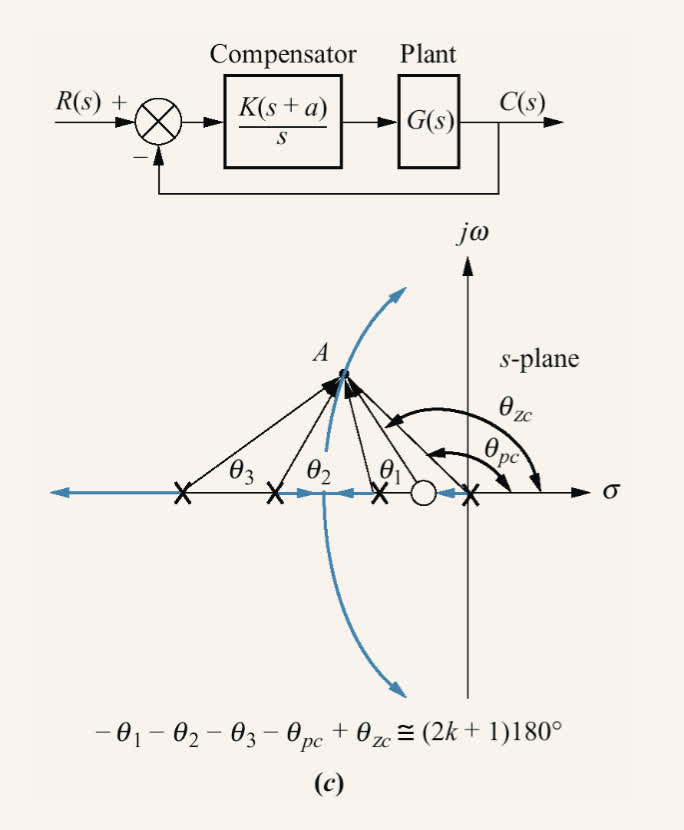 Compensator Plant
R(s) + K(s + a) G(s) C(s)
s
−
jω
A s-plane
θzc
θ3 θ2 θ1 θpc
σ
−θ1 − θ2 − θ3 − θpc + θzc ≅ (2k + 1)180°
(c)